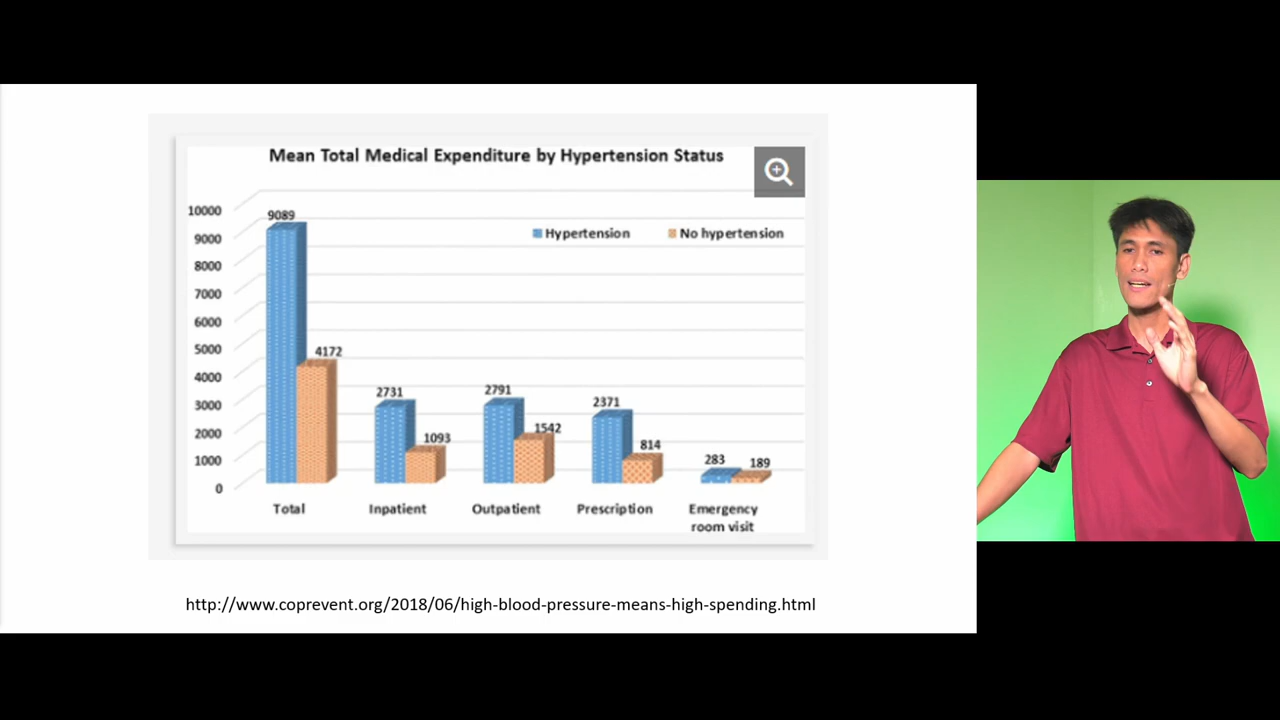 Mean Total Medical Expenditure by Hypertension Status
10000
9000
8000
7000
6000
5000
4000
3000
2000
1000
0
Hypertension
No hypertension
9089
4172
2731
1093
2791
1542
2371
814
283
189
Total
Inpatient
Outpatient
Prescription
Emergency
room visit
http://www.coprevent.org/2018/06/high-blood-pressure-means-high-spending.html